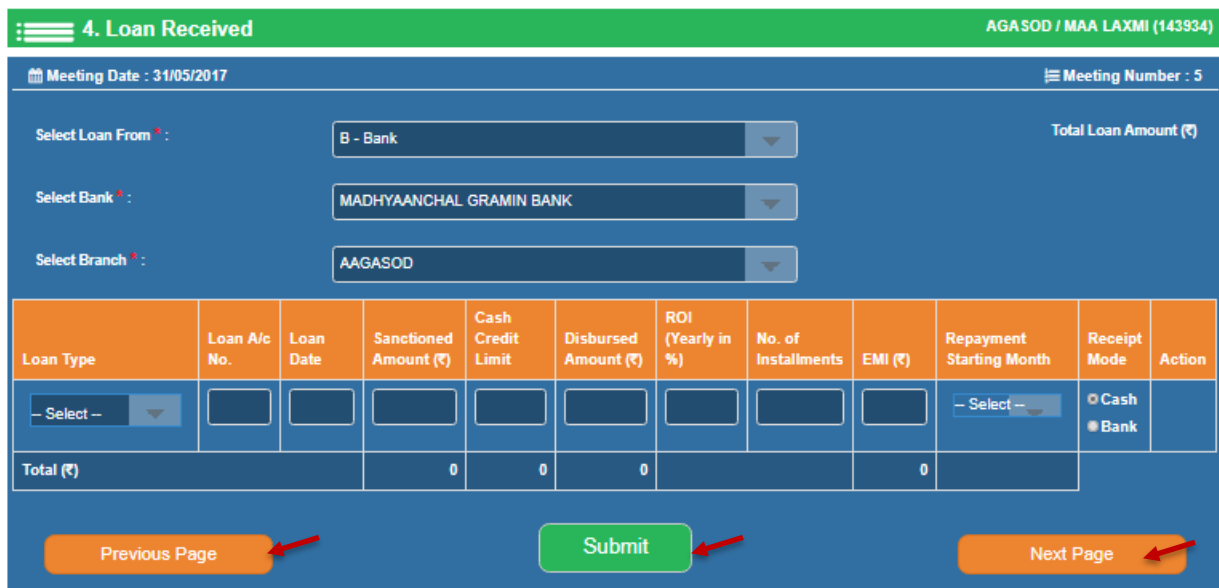 4. Loan Received
AGASOD / MAA LAXMI (143934)
Meeting Date : 31/05/2017
Meeting Number : 5
Select Loan From * :
B - Bank
Total Loan Amount (₹)
Select Bank * :
MADHYAANCHAL GRAMIN BANK
Select Branch * :
AAGASOD
Loan Type
Loan A/c
No.
Loan
Date
Sanctioned
Amount (₹)
Cash
Credit
Limit
Disbursed
Amount (₹)
ROI
(Yearly in
%)
No. of
Installments
EMI (₹)
Repayment
Starting Month
Receipt
Mode
Action
-- Select --
-- Select --
Cash
Bank
Total (₹)
0
0
0
0
Previous Page
Submit
Next Page